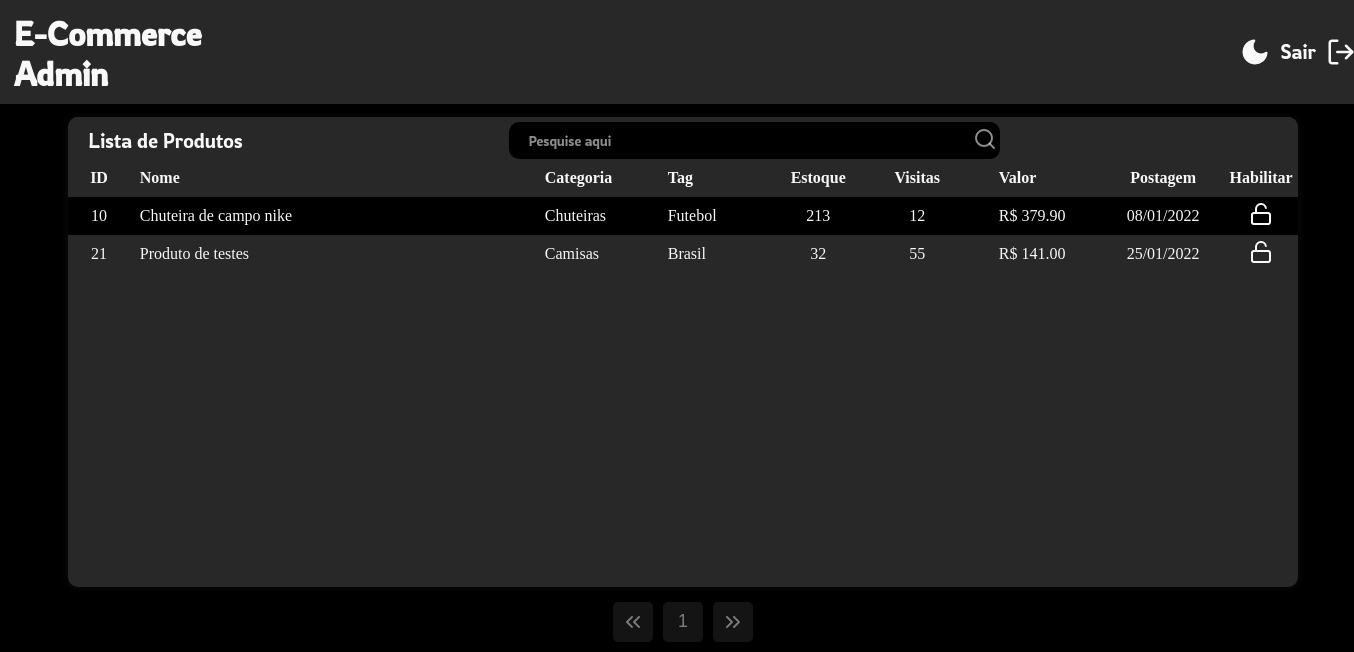 E-Commerce
Admin
Sair
Lista de Produtos
Pesquise aqui
ID Nome Categoria Tag Estoque Visitas Valor Postagem Habilitar
10 Chuteira de campo nike Chuteiras Futebol 213 12 R$ 379.90 08/01/2022
21 Produto de testes Camisas Brasil 32 55 R$ 141.00 25/01/2022
1